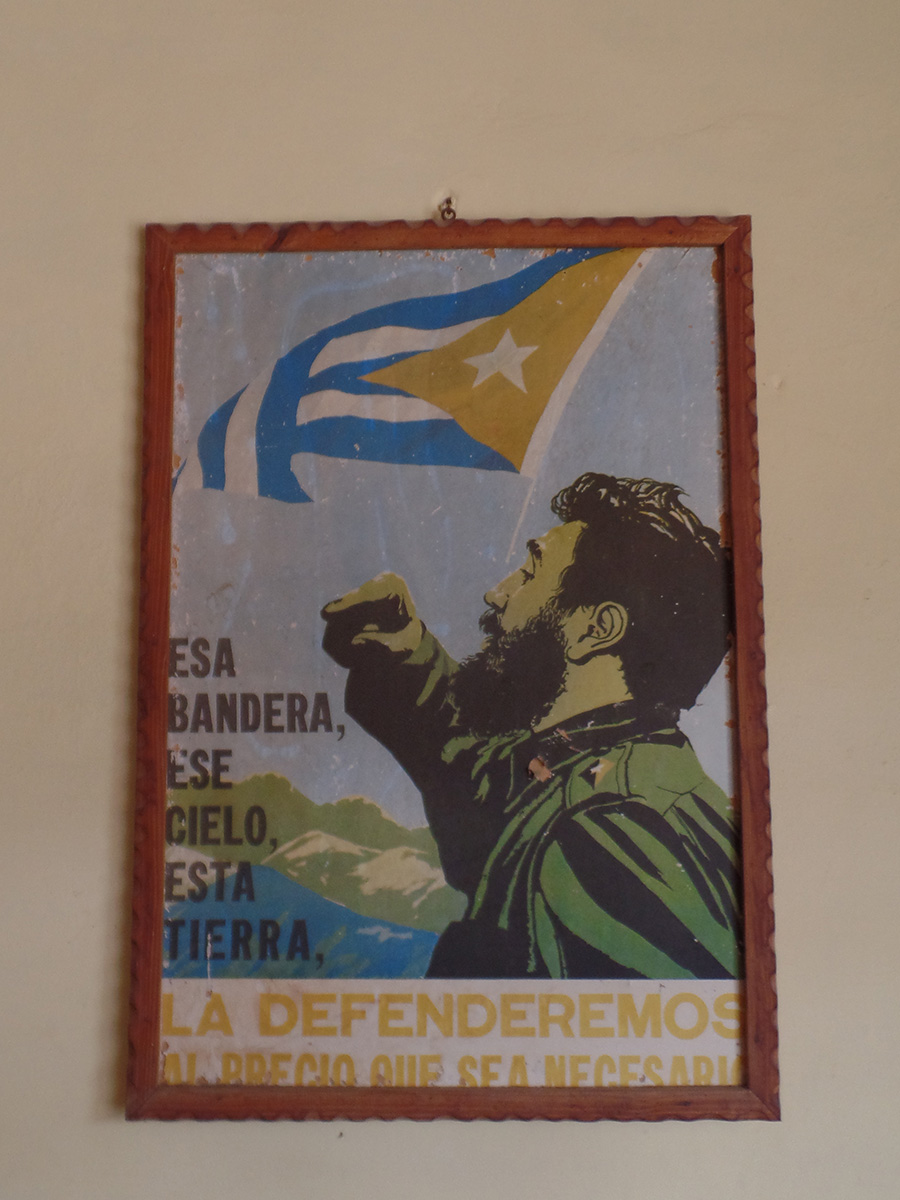 ESA
BANDERA,
ESE
CIELO,
ESTA
TIERRA,
LA DEFENDEREMOS
AL PRECIO QUE SEA NECESARIO